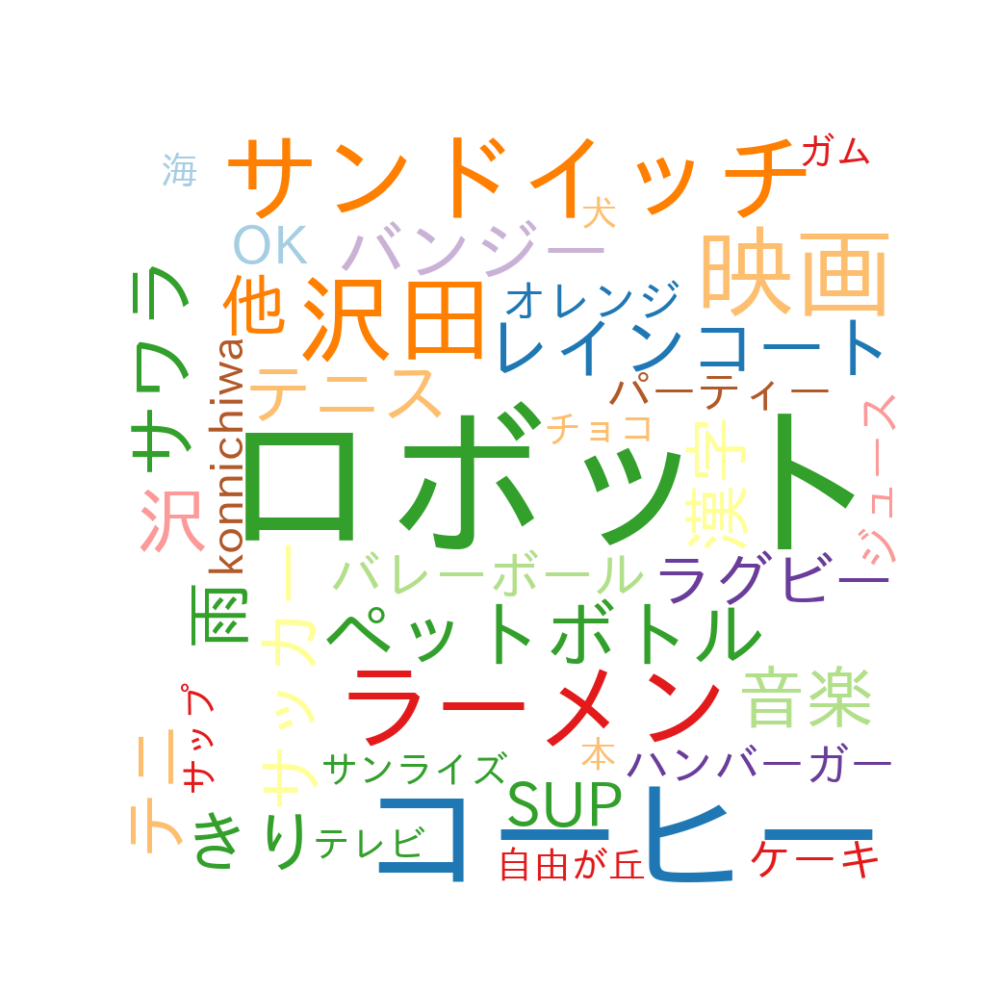 サンドイッチ
ガム
海
犬
OK
バンジー
映画
他
沢田
オレンジ
レインコート
サワラ
konnichiwa
テニス
パーティー
ロボット
チョコ
漢字
ジュース
沢
バレーボール
ラグビー
雨
サッカー
ペットボトル
ラーメン
音楽
サップ
テニ
サンライズ
本
ハンバーガー
SUP
コーヒー
きり
テレビ
自由が丘
ケーキ